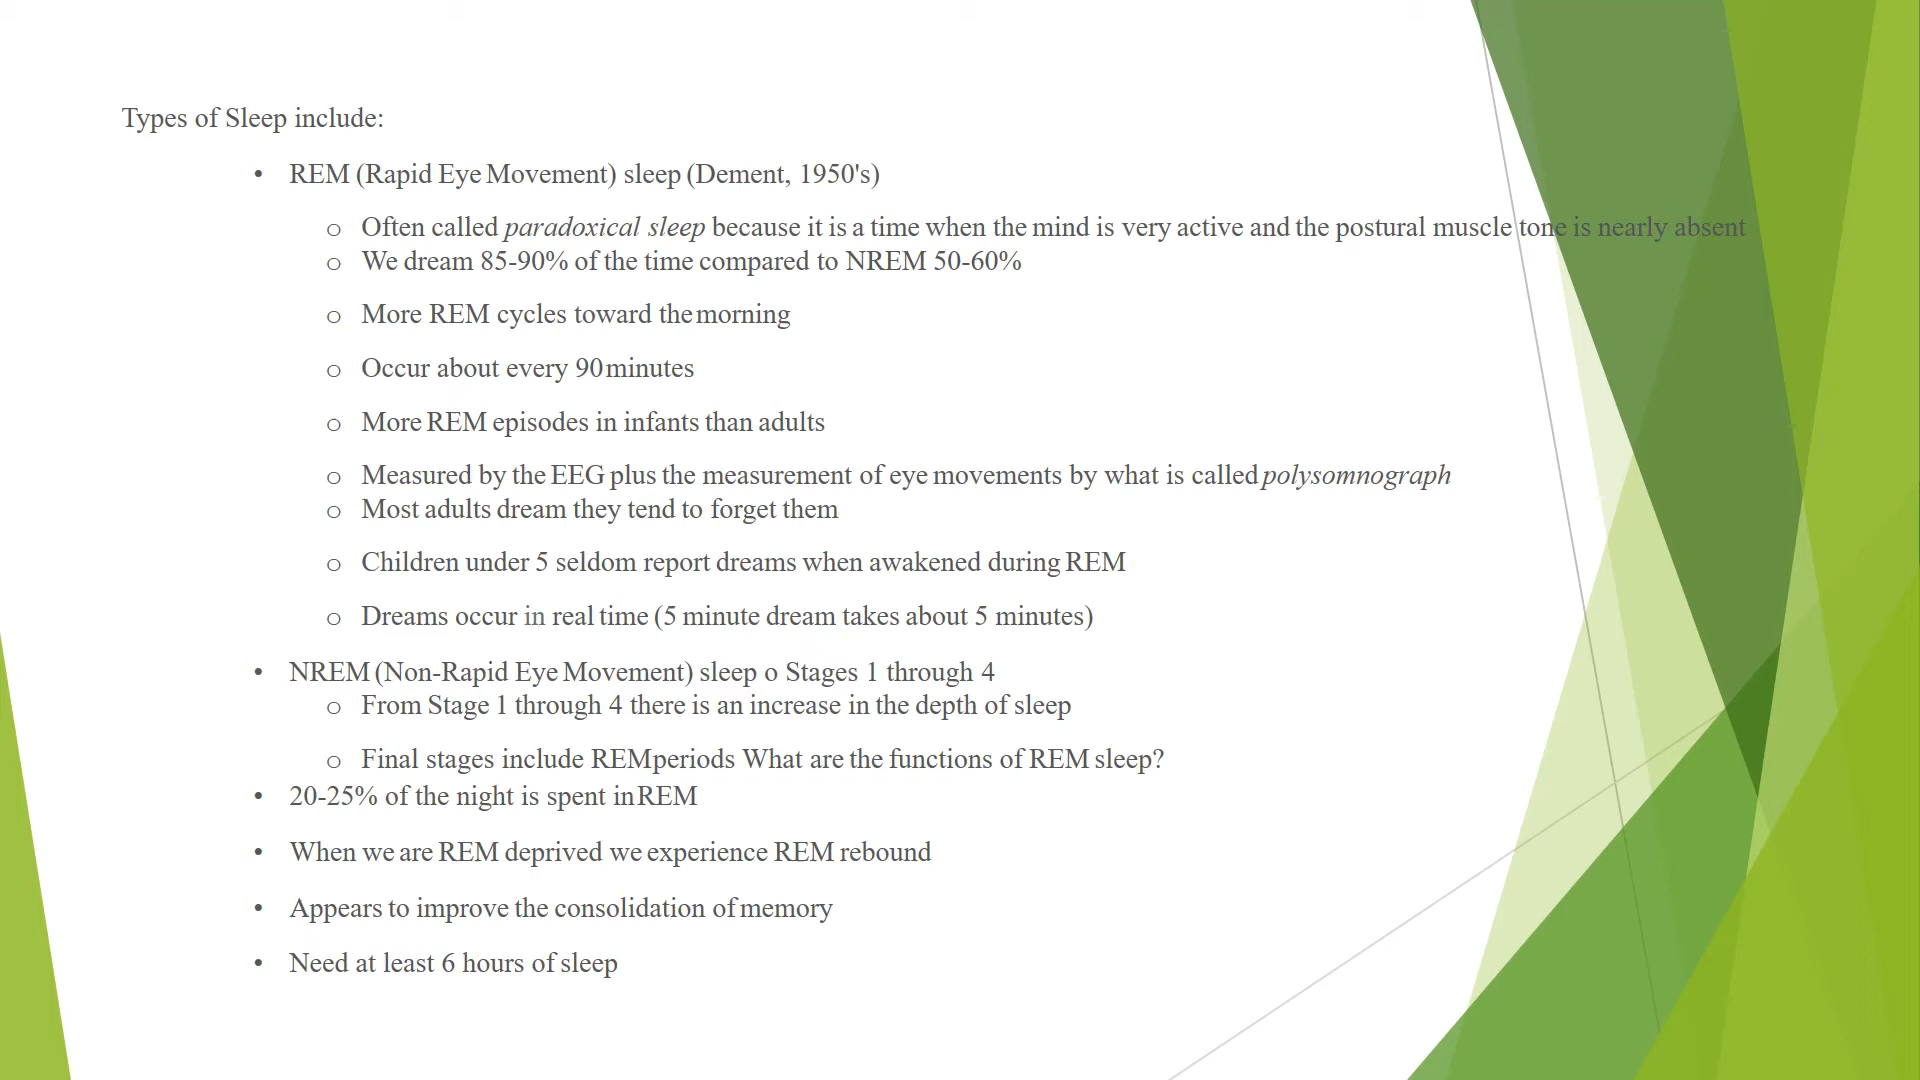 Types of Sleep include:
• REM (Rapid Eye Movement) sleep (Dement, 1950's)
o Often called paradoxical sleep because it is a time when the mind is very active and the postural muscle tone is nearly absent
o We dream 85-90% of the time compared to NREM 50-60%
o More REM cycles toward the morning
o Occur about every 90 minutes
o More REM episodes in infants than adults
o Measured by the EEG plus the measurement of eye movements by what is called polysomnograph
o Most adults dream they tend to forget them
o Children under 5 seldom report dreams when awakened during REM
o Dreams occur in real time (5 minute dream takes about 5 minutes)
• NREM (Non-Rapid Eye Movement) sleep o Stages 1 through 4
o From Stage 1 through 4 there is an increase in the depth of sleep
o Final stages include REM periods What are the functions of REM sleep?
• 20-25% of the night is spent in REM
• When we are REM deprived we experience REM rebound
• Appears to improve the consolidation of memory
• Need at least 6 hours of sleep